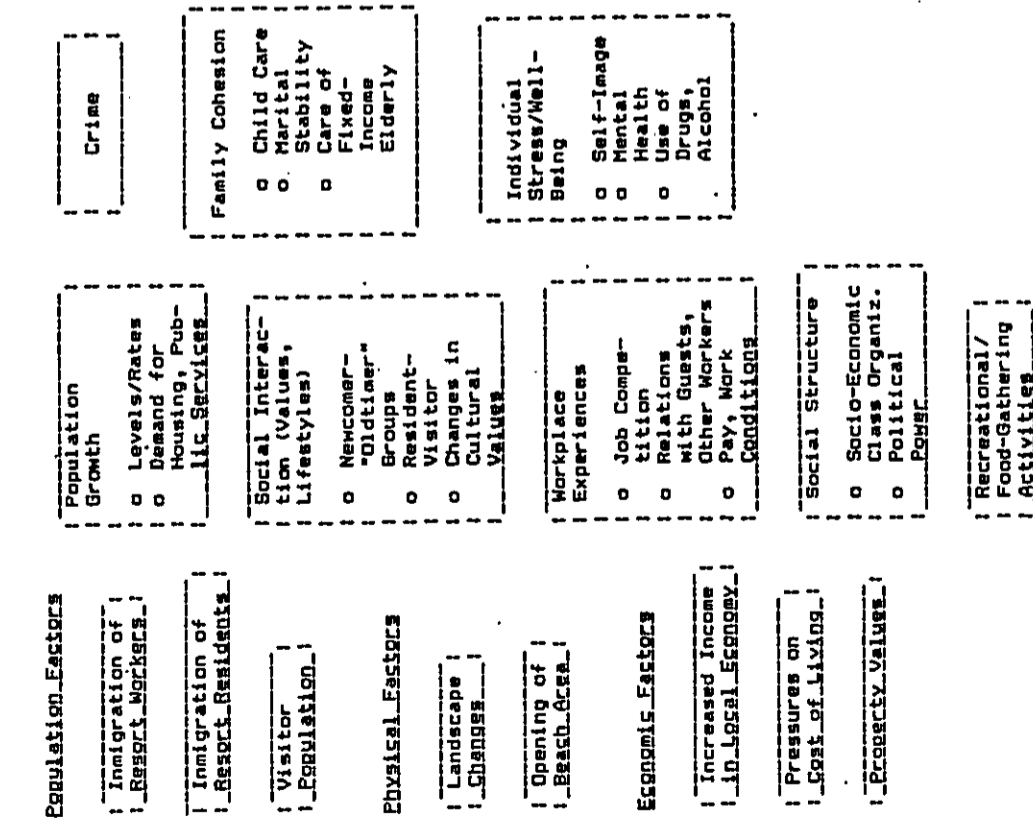 Population Factors
Inmigration of
Resort Workers
Inmigration of
Resort Residents
Visitor
Population
Physical Factors
Landscape
Changes
Opening of
Beach Area
Economic Factors
Increased Income
in Local Economy
Pressures on
Cost of Living
Property Values
Population
Growth
o Levels/Rates
o Demand for
Housing, Pub-
lic Services
Social Interac-
tion (Values,
Lifestyles)
o Newcomer-
"Oldtimer"
Groups
o Resident-
Visitor
o Changes in
Cultural
Values
Workplace
Experiences
o Job Compe-
tition
o Relations
with Guests,
Other Workers
o Pay, Work
Conditions
Social Structure
o Socio-Economic
Class Organiz.
o Political
Power
Recreational/
Food-Gathering
Activities
Crime
Family Cohesion
o Child Care
o Marital
Stability
o Care of
Fixed-
Income
Elderly
Individual
Stress/Well-
Being
o Self-Image
o Mental
Health
o Use of
Drugs,
Alcohol